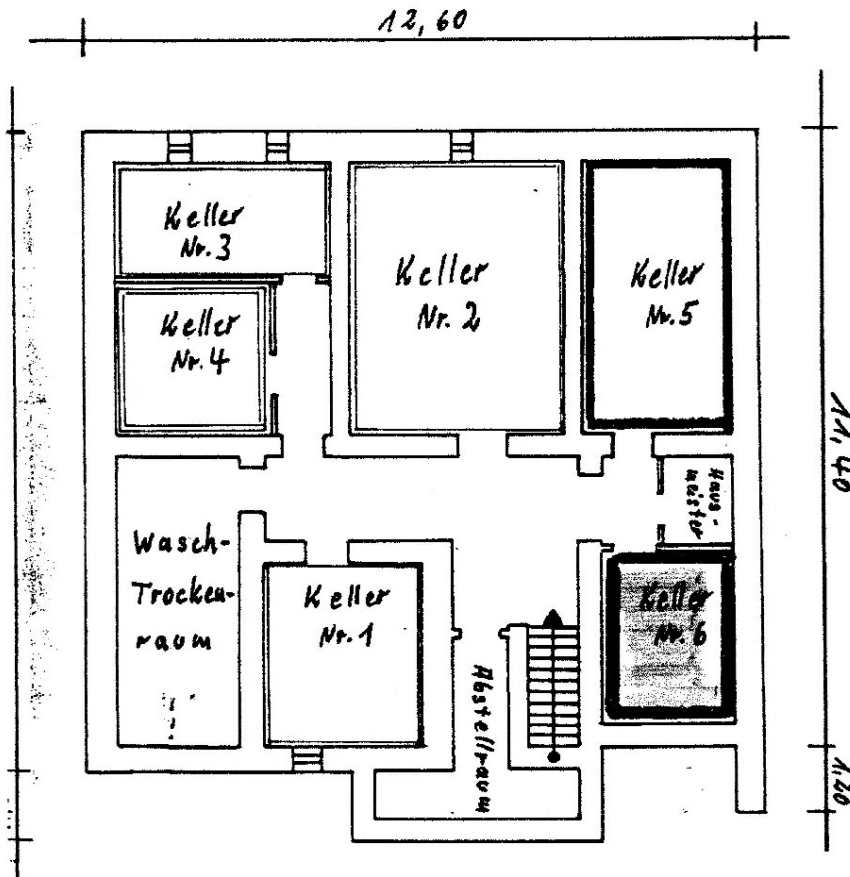 12,60
Keller
Nr. 3
Keller
Nr. 2
Keller
Nr. 5
Keller
Nr. 4
11,40
Haus-
meister
Wasch-
Trocken-
raum
Keller
Nr. 1
Keller
Nr. 6
Abstellraum
1,20